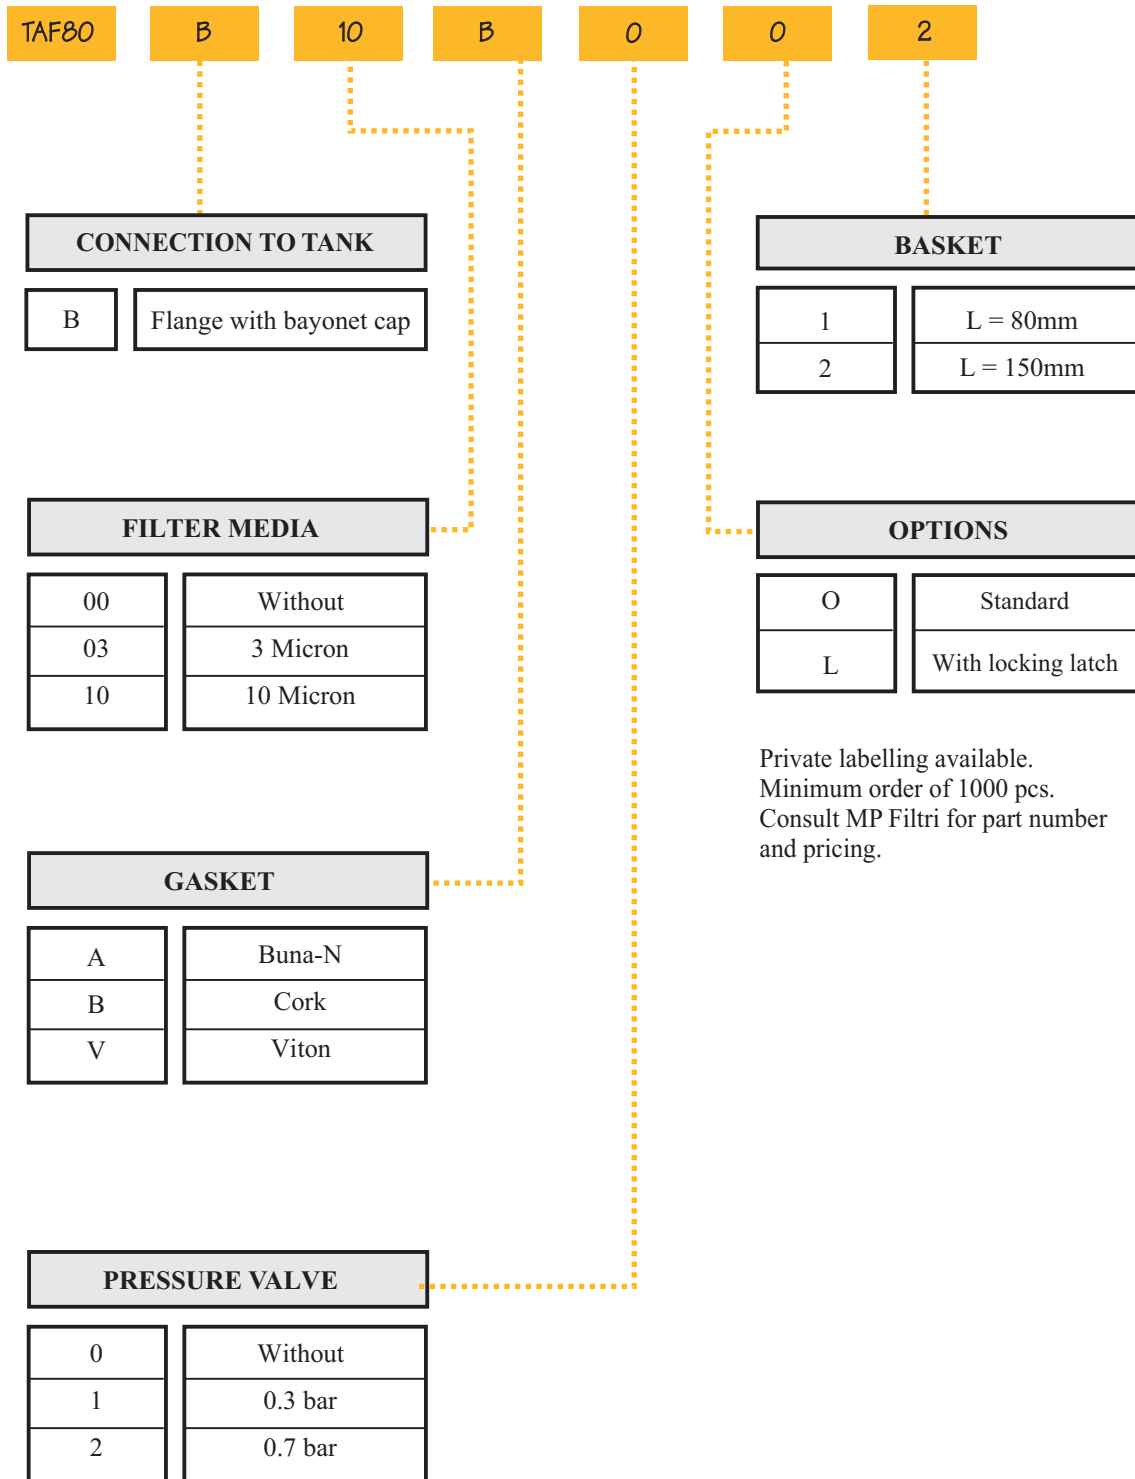 TAF80 B 10 B 0 0 2
CONNECTION TO TANK
B Flange with bayonet cap
BASKET
1 L = 80mm
2 L = 150mm
FILTER MEDIA
00 Without
03 3 Micron
10 10 Micron
OPTIONS
O Standard
L With locking latch
Private labelling available.
Minimum order of 1000 pcs.
Consult MP Filtri for part number
and pricing.
GASKET
A Buna-N
B Cork
V Viton
PRESSURE VALVE
0 Without
1 0.3 bar
2 0.7 bar